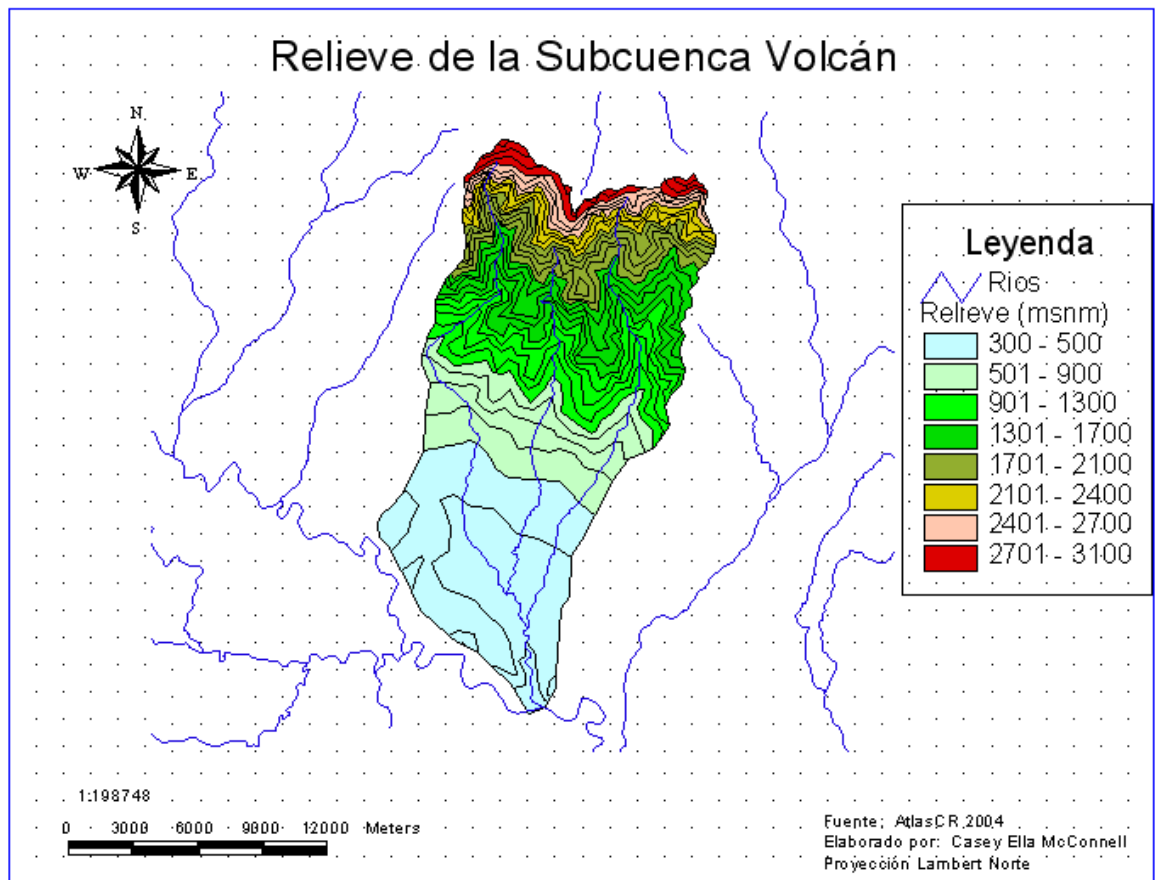 Relieve de la Subcuenca Volcán
N
W E
S
Leyenda
Rios
Relieve (msnm)
300 - 500
501 - 900
901 - 1300
1301 - 1700
1701 - 2100
2101 - 2400
2401 - 2700
2701 - 3100
1:198748
0 3000 6000 9000 12000 Meters
Fuente: AtlasCR 2004
Elaborado por: Casey Ella McConnell
Projección Lambert Norte